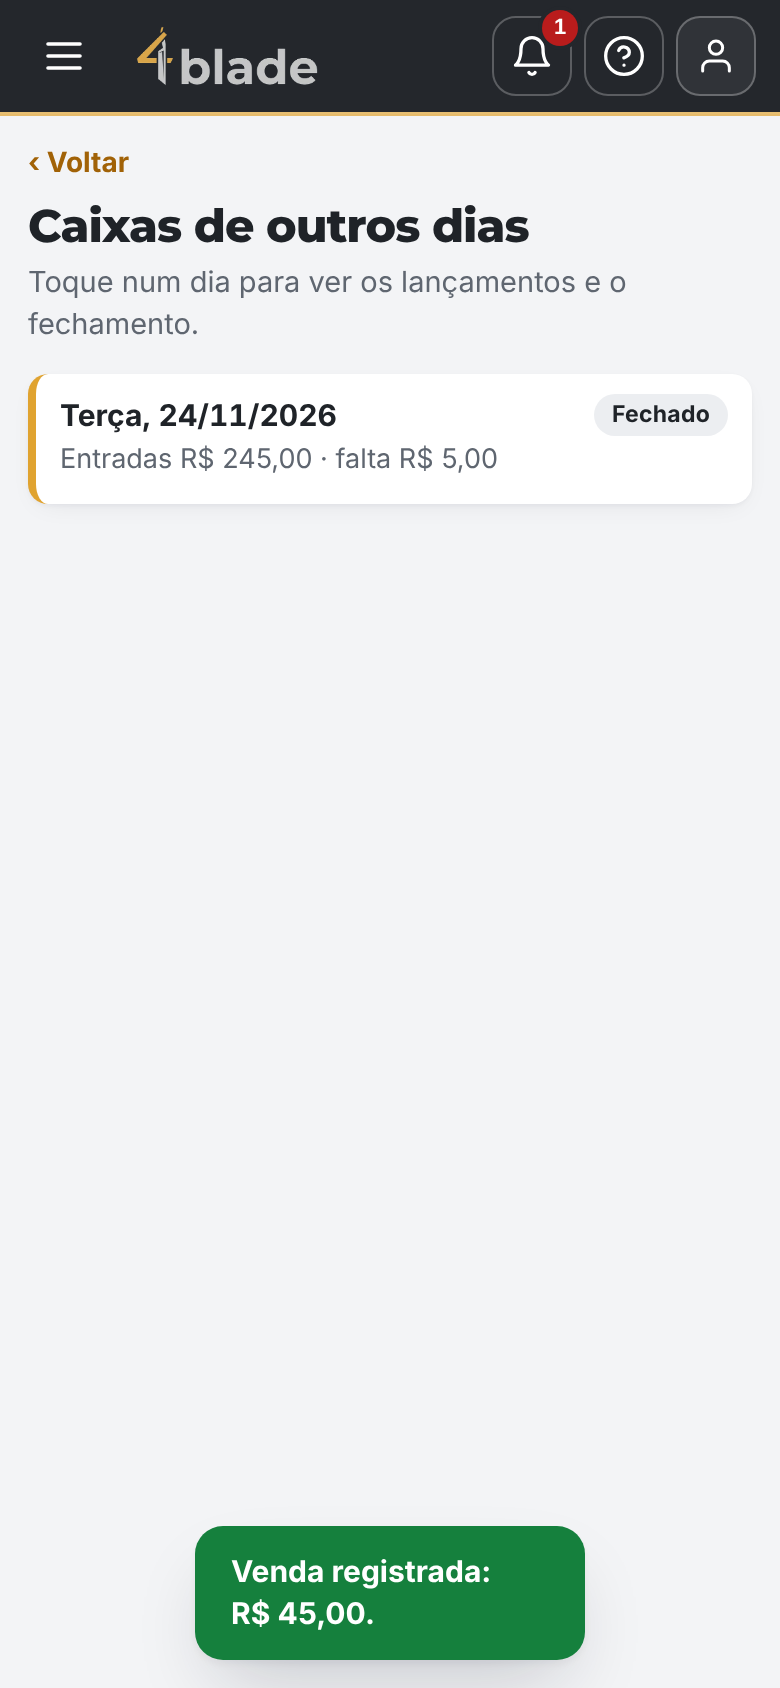 1
4blade
‹ Voltar
Caixas de outros dias
Toque num dia para ver os lançamentos e o
fechamento.
Terça, 24/11/2026
Fechado
Entradas R$ 245,00 · falta R$ 5,00
Venda registrada:
R$ 45,00.